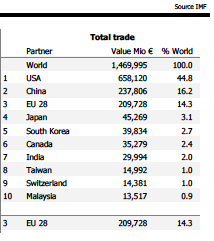 Source IMF
Total trade
Partner Value Mio € % World
World 1,469,995 100.0
1 USA 658,120 44.8
2 China 237,806 16.2
3 EU 28 209,728 14.3
4 Japan 45,269 3.1
5 South Korea 39,834 2.7
6 Canada 35,279 2.4
7 India 29,994 2.0
8 Taiwan 14,992 1.0
9 Switzerland 14,381 1.0
10 Malaysia 13,517 0.9
3 EU 28 209,728 14.3